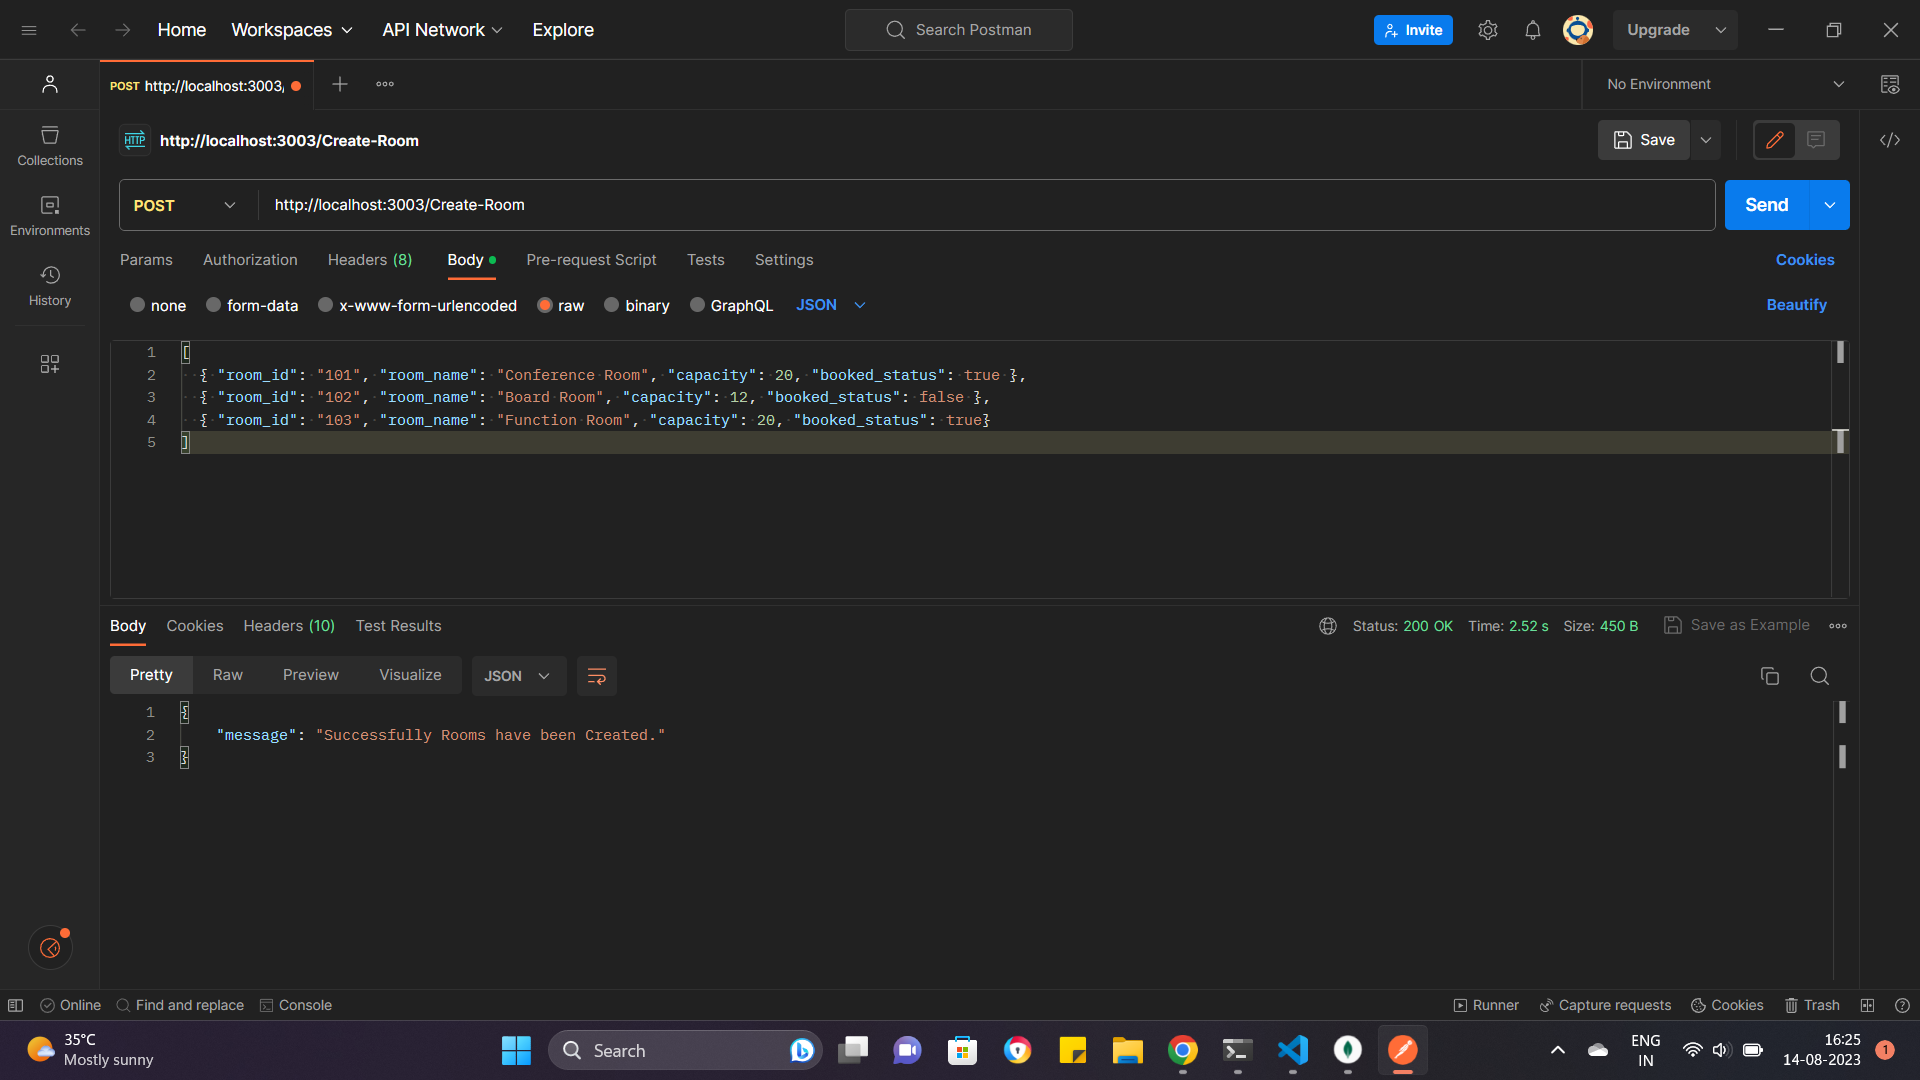 Home Workspaces API Network Explore Search Postman Invite Upgrade
POST http://localhost:3003/ No Environment
HTTP http://localhost:3003/Create-Room Save
Collections
POST http://localhost:3003/Create-Room Send
Environments
Params Authorization Headers (8) Body Pre-request Script Tests Settings Cookies
History
none form-data x-www-form-urlencoded raw binary GraphQL JSON Beautify
1 [
2 { "room_id": "101", "room_name": "Conference Room", "capacity": 20, "booked_status": true },
3 { "room_id": "102", "room_name": "Board Room", "capacity": 12, "booked_status": false },
4 { "room_id": "103", "room_name": "Function Room", "capacity": 20, "booked_status": true}
5 ]
Body Cookies Headers (10) Test Results Status: 200 OK Time: 2.52 s Size: 450 B Save as Example
Pretty Raw Preview Visualize JSON
1 {
2 "message": "Successfully Rooms have been Created."
3 }
Online Find and replace Console Runner Capture requests Cookies Trash
35°C
Mostly sunny
Search
ENG
IN
16:25
14-08-2023
1